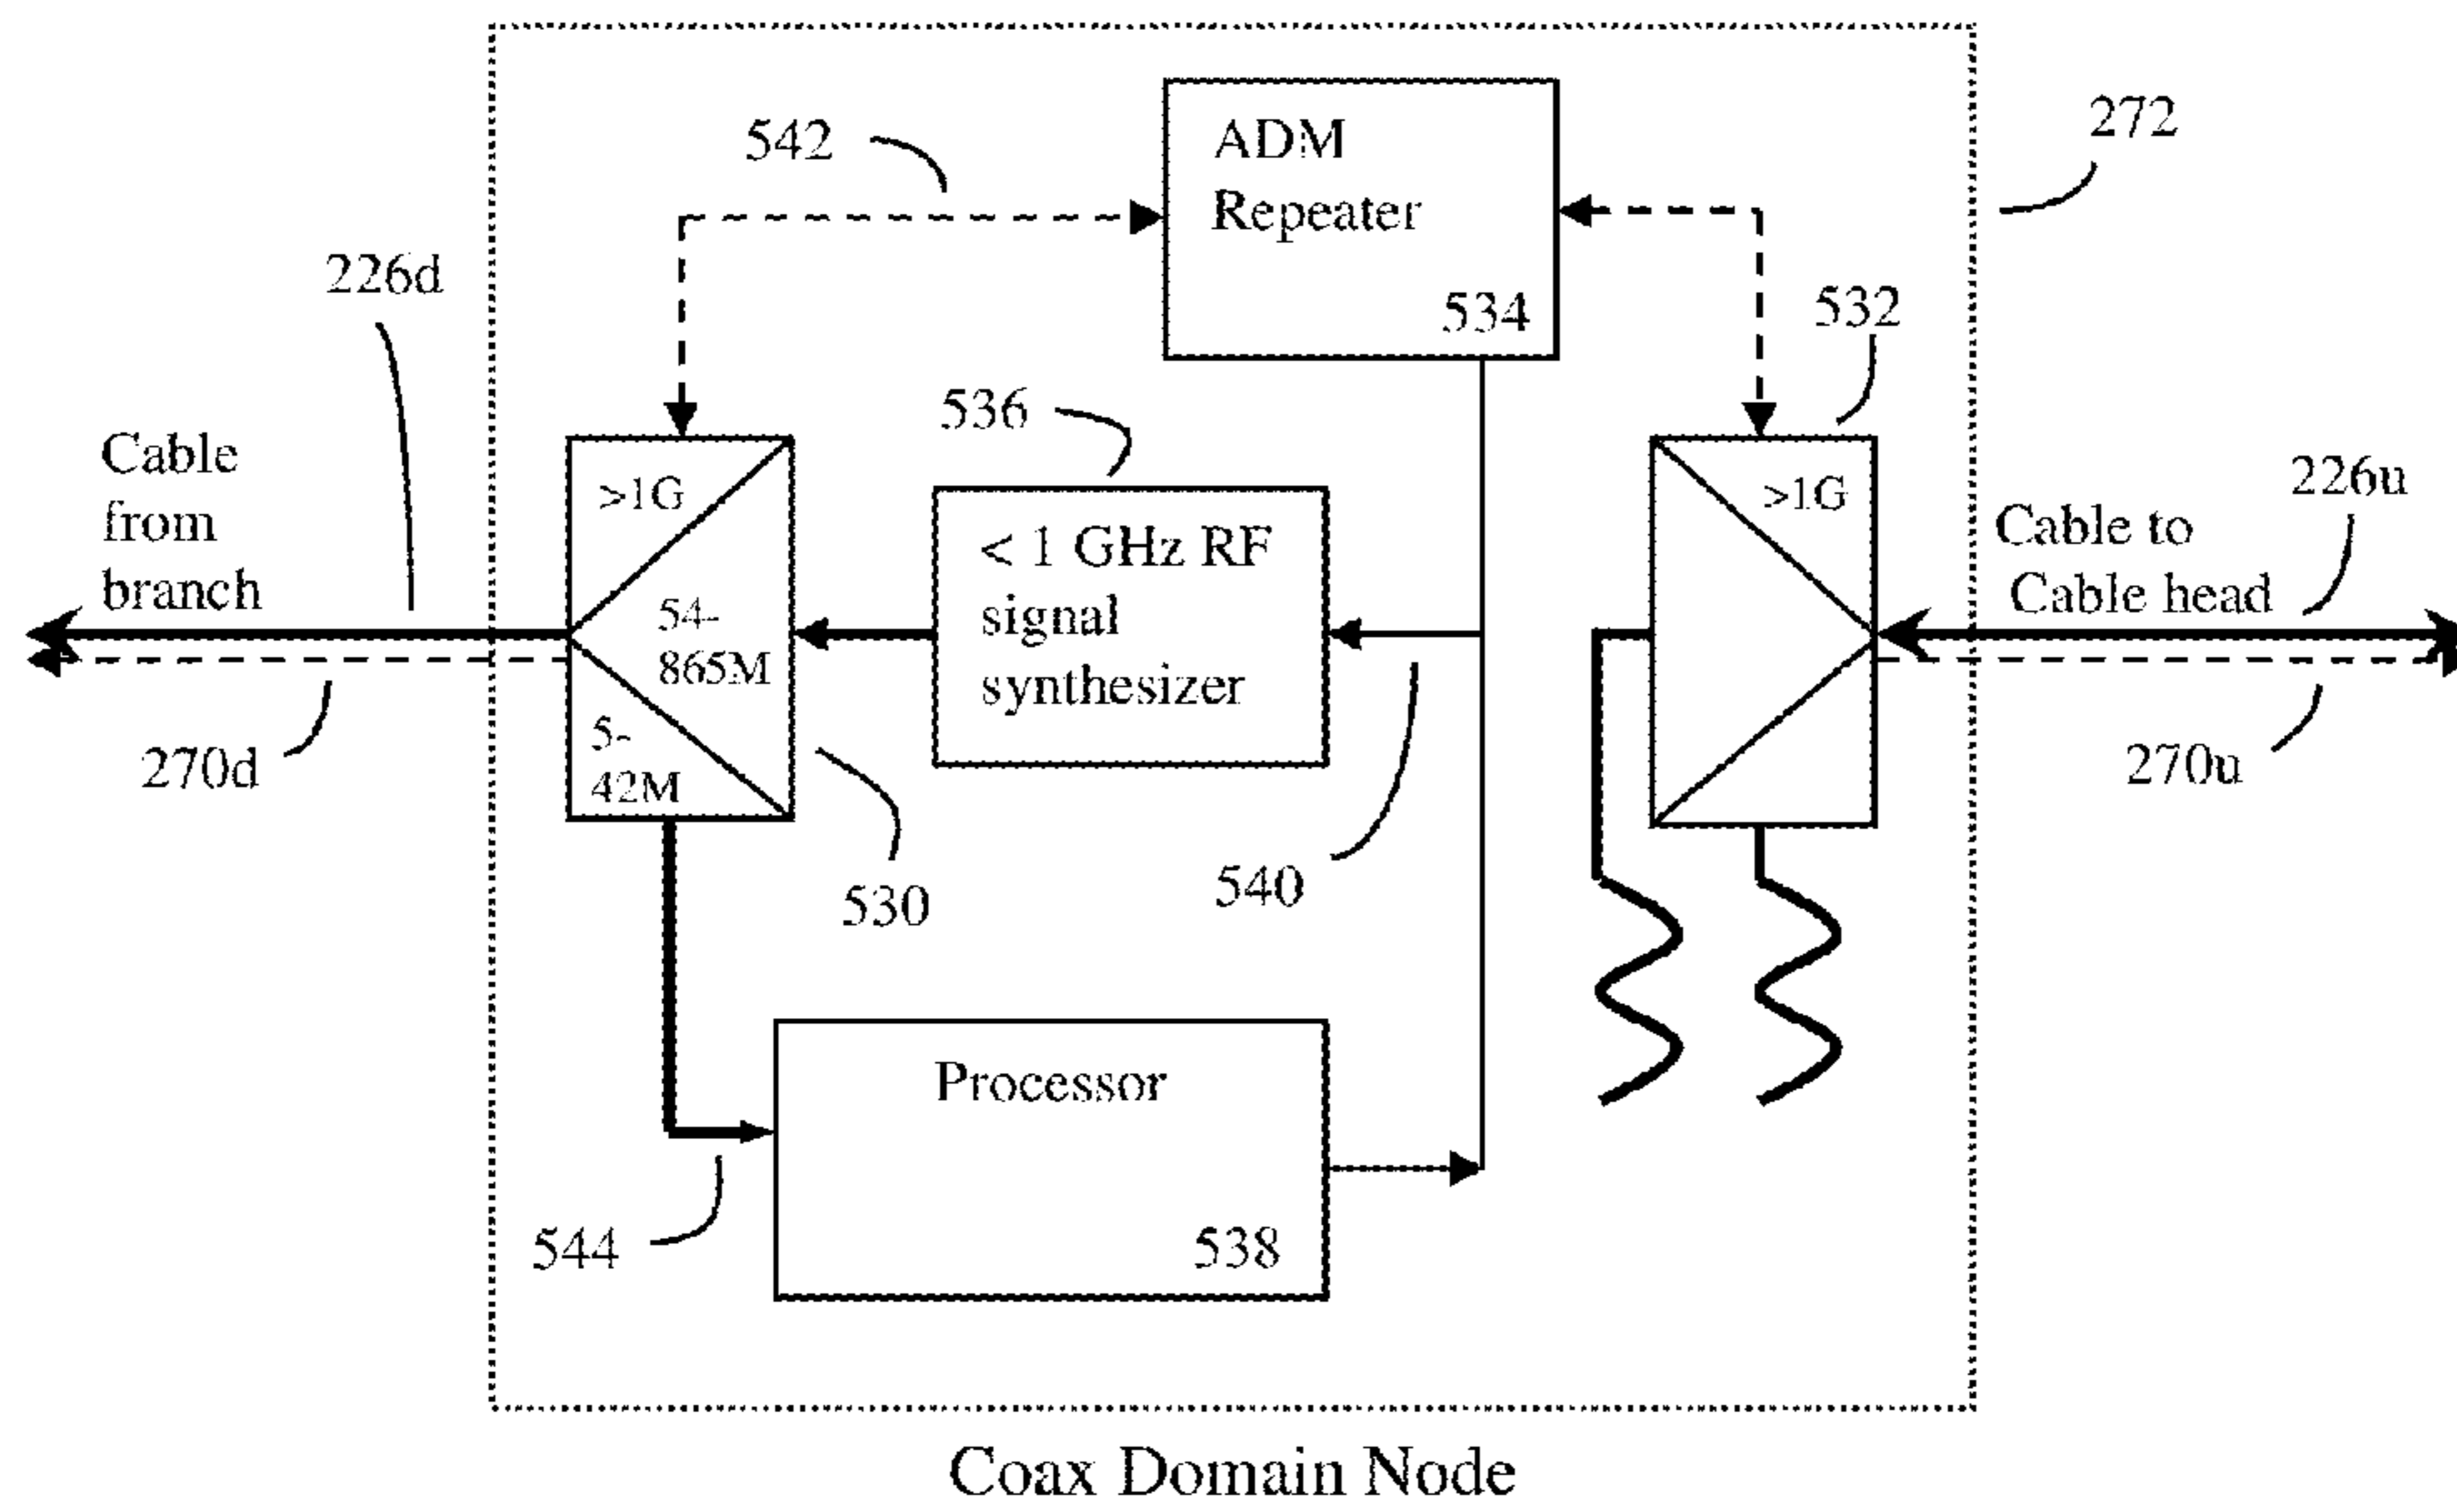 542
ADM
Repeater
534
272
226d
532
536
Cable
from
branch
>1G
54-
865M
5-
42M
< 1 GHz RF
signal
synthesizer
>1G
226u
Cable to
Cable head
270d
530
540
270u
Processor
538
544
Coax Domain Node